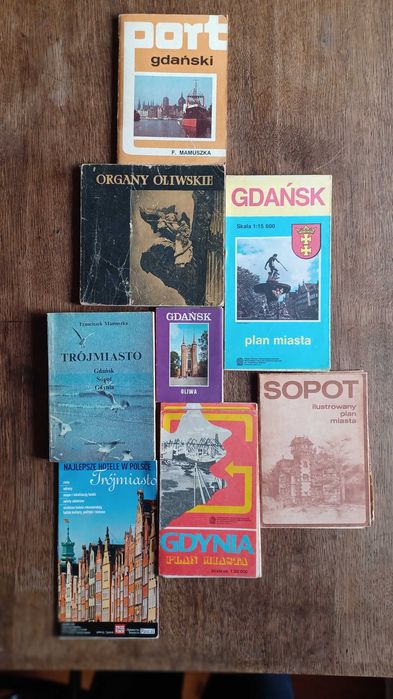 port
gdański
F. MAMUSZKA
ORGANY OLIWSKIE
GDAŃSK
Skala 1:15 000
plan miasta
Franciszek Mamuszka
TRÓJMIASTO
Gdańsk
Sopot
Gdynia
GDAŃSK
OLIWA
SOPOT
ilustrowany
plan
miasta
NAJLEPSZE HOTELE W POLSCE
Trójmiasto
GDYNIA
PLAN MIASTA